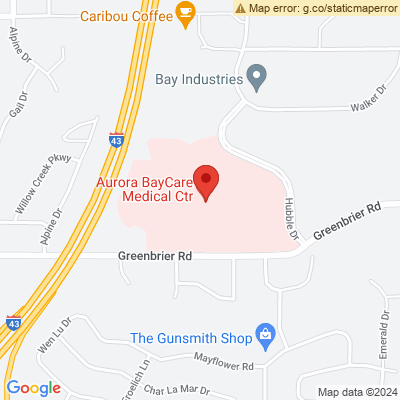 Map error: g.co/staticmaperror
Caribou Coffee
Alpine Dr
Bay Industries
Gail Dr
Walker Dr
43
Willow Creek Pkwy
Aurora BayCare
Medical Ctr
Alpine Dr
Hubble Dr
Greenbrier Rd
Greenbrier Rd
43
Wen Lu Dr
The Gunsmith Shop
Emerald Dr
Mayflower Rd
Froelich Ln
Char La Mar Dr
Google
Map data ©2024